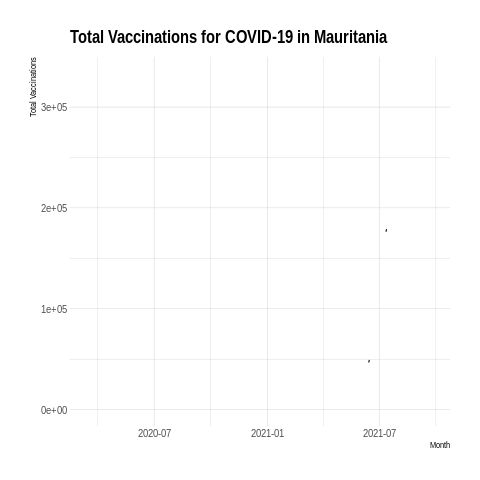 Total Vaccinations for COVID-19 in Mauritania
Total Vaccinations
3e+05
2e+05
1e+05
0e+00
2020-07 2021-01 2021-07
Month